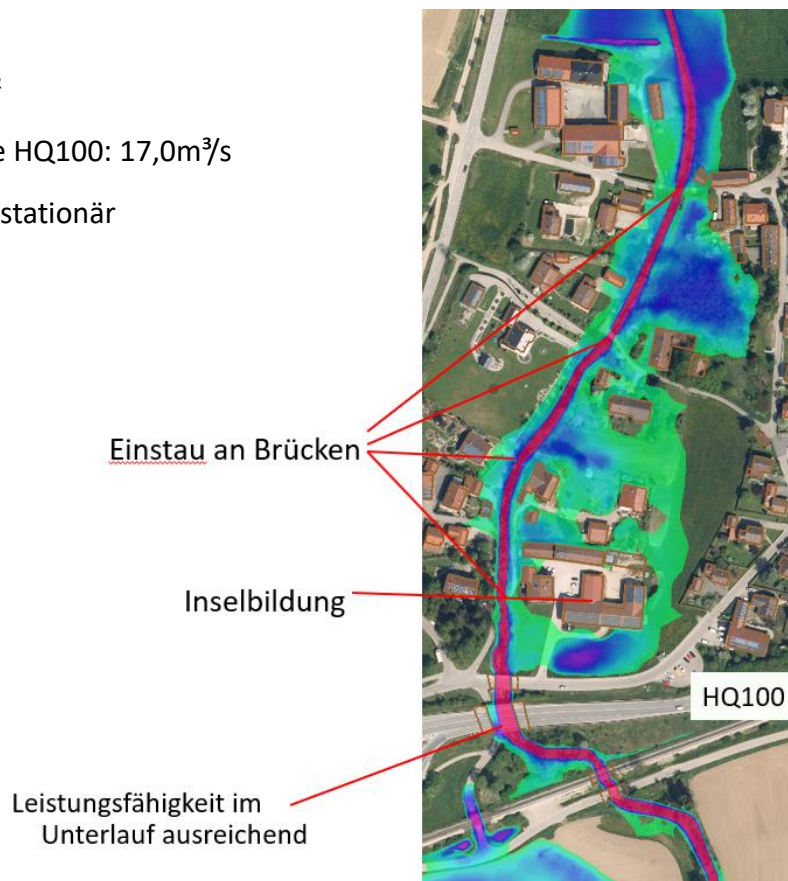 e HQ100: 17,0m³/s
stationär
Einstau an Brücken
Inselbildung
HQ100
Leistungsfähigkeit im
Unterlauf ausreichend